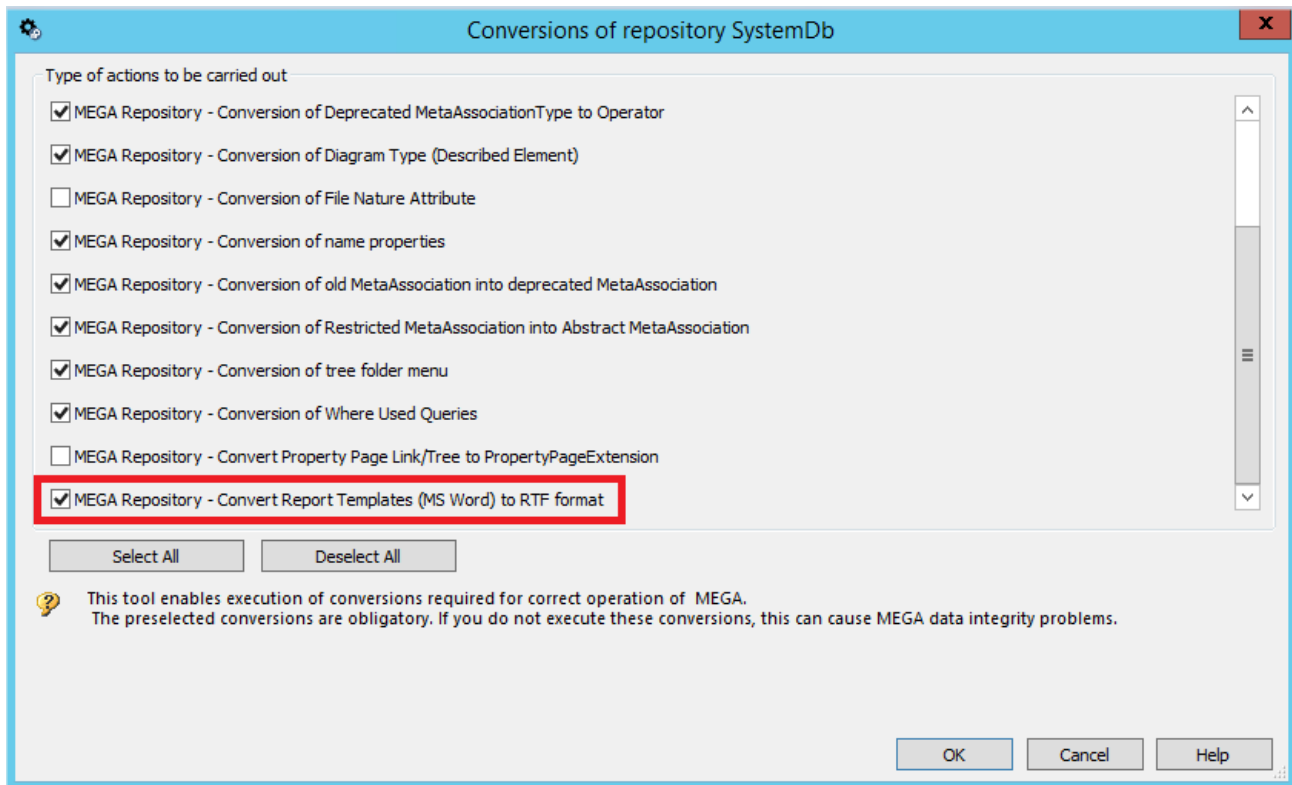 Conversions of repository SystemDb
x
Type of actions to be carried out
MEGA Repository - Conversion of Deprecated MetaAssociationType to Operator
MEGA Repository - Conversion of Diagram Type (Described Element)
MEGA Repository - Conversion of File Nature Attribute
MEGA Repository - Conversion of name properties
MEGA Repository - Conversion of old MetaAssociation into deprecated MetaAssociation
MEGA Repository - Conversion of Restricted MetaAssociation into Abstract MetaAssociation
MEGA Repository - Conversion of tree folder menu
MEGA Repository - Conversion of Where Used Queries
MEGA Repository - Convert Property Page Link/Tree to PropertyPageExtension
MEGA Repository - Convert Report Templates (MS Word) to RTF format
Select All Deselect All
This tool enables execution of conversions required for correct operation of MEGA.
The preselected conversions are obligatory. If you do not execute these conversions, this can cause MEGA data integrity problems.
OK Cancel Help